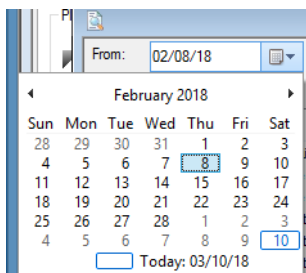 Pl
From: 02/08/18
February 2018
Sun Mon Tue Wed Thu Fri Sat
28 29 30 31 1 2 3
4 5 6 7 8 9 10
11 12 13 14 15 16 17
18 19 20 21 22 23 24
25 26 27 28 1 2 3
4 5 6 7 8 9 10
Today: 03/10/18